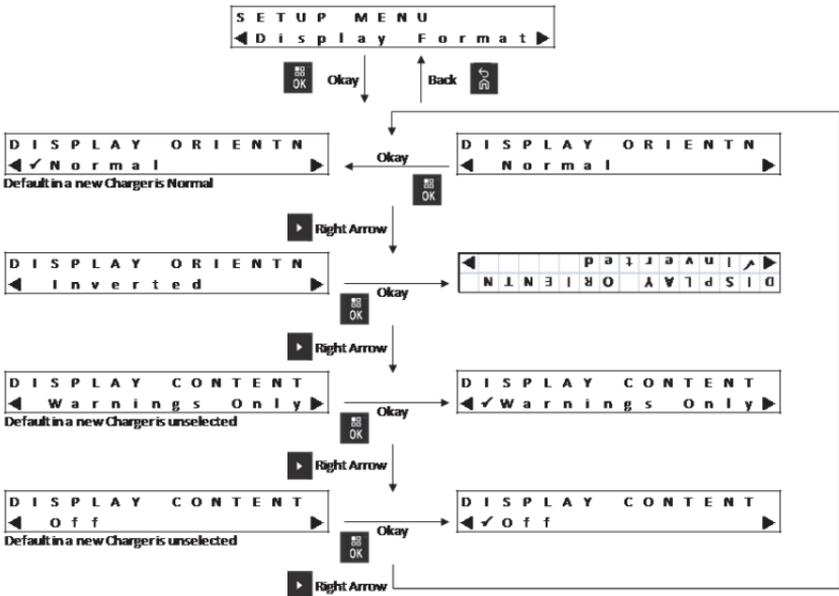 SETUP MENU
Display Format
OK Okay Back
DISPLAY ORIENTN DISPLAY ORIENTN
✓Normal Okay Normal
Default in a new Charger is Normal OK
Right Arrow
DISPLAY ORIENTN ✓Inverted
Inverted Okay DISPLAY ORIENTN
OK
Right Arrow
DISPLAY CONTENT DISPLAY CONTENT
Warnings Only Okay ✓Warnings Only
Default in a new Charger is unselected OK
Right Arrow
DISPLAY CONTENT DISPLAY CONTENT
Off Okay ✓Off
Default in a new Charger is unselected OK
Right Arrow